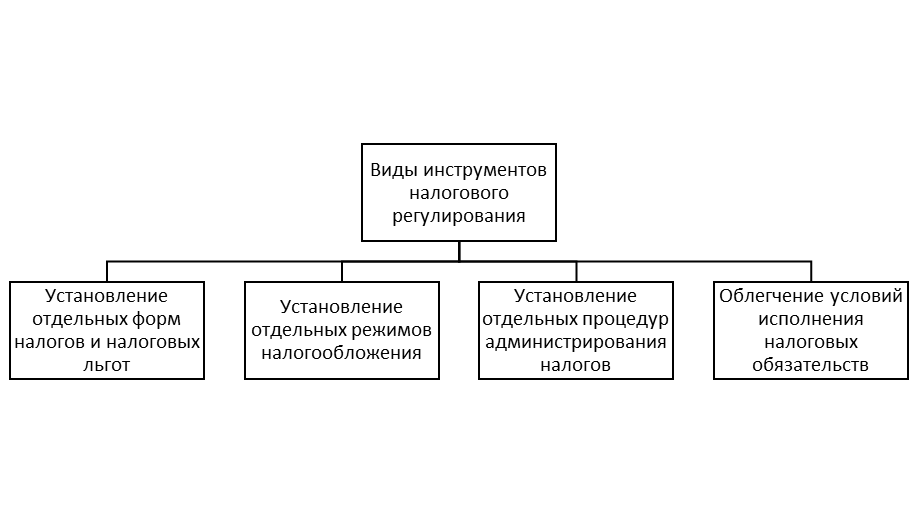 Виды инструментов
налогового
регулирования
Установление
отдельных форм
налогов и налоговых
льгот
Установление
отдельных режимов
налогообложения
Установление
отдельных процедур
администрирования
налогов
Облегчение условий
исполнения
налоговых
обязательств